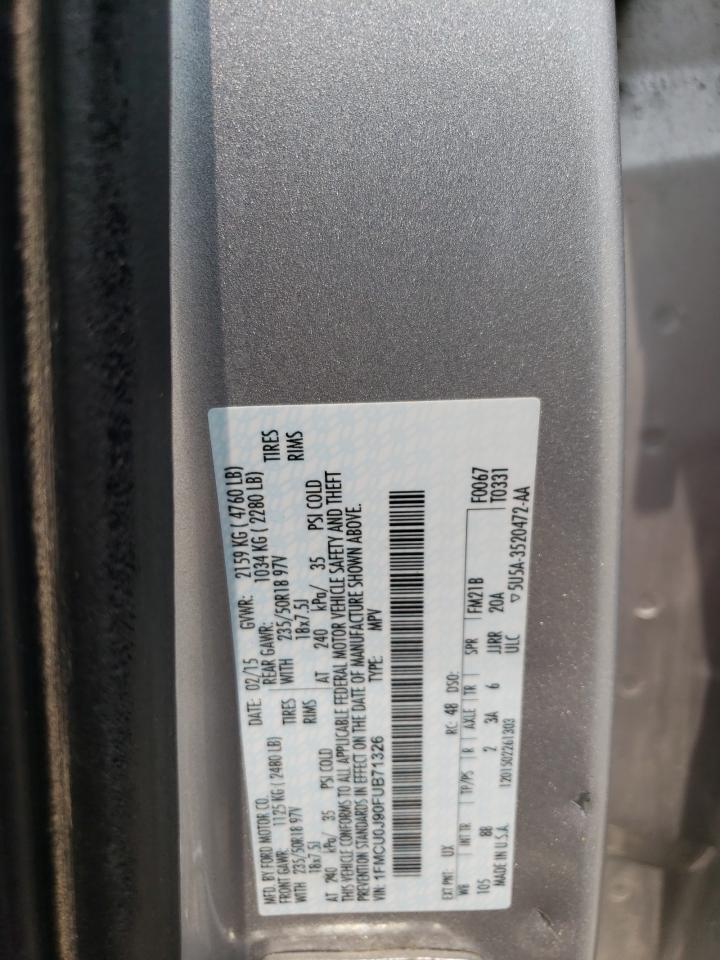 MFD. BY FORD MOTOR CO. DATE: 02/15 GVWR: 2159 KG ( 4760 LB)
FRONT GAWR: 1125 KG ( 2480 LB) REAR GAWR: 1034 KG ( 2280 LB)
WITH 235/50R18 97V TIRES WITH 235/50R18 97V TIRES
18x7.5J RIMS 18x7.5J RIMS
AT 240 kPa/ 35 PSI COLD AT 240 kPa/ 35 PSI COLD
THIS VEHICLE CONFORMS TO ALL APPLICABLE FEDERAL MOTOR VEHICLE SAFETY AND THEFT
PREVENTION STANDARDS IN EFFECT ON THE DATE OF MANUFACTURE SHOWN ABOVE.
VIN: 1FMCU0J90FUB71326 TYPE: MPV
EXT PNT: UX RC: 48 DSO: F0067
WB INT TR TP/PS R AXLE TR SPR FM21B T0331
105 88 2 3A 6 JJRR 20A
MADE IN U.S.A. 1201502261303 ULC ▽5U5A-3520472-AA